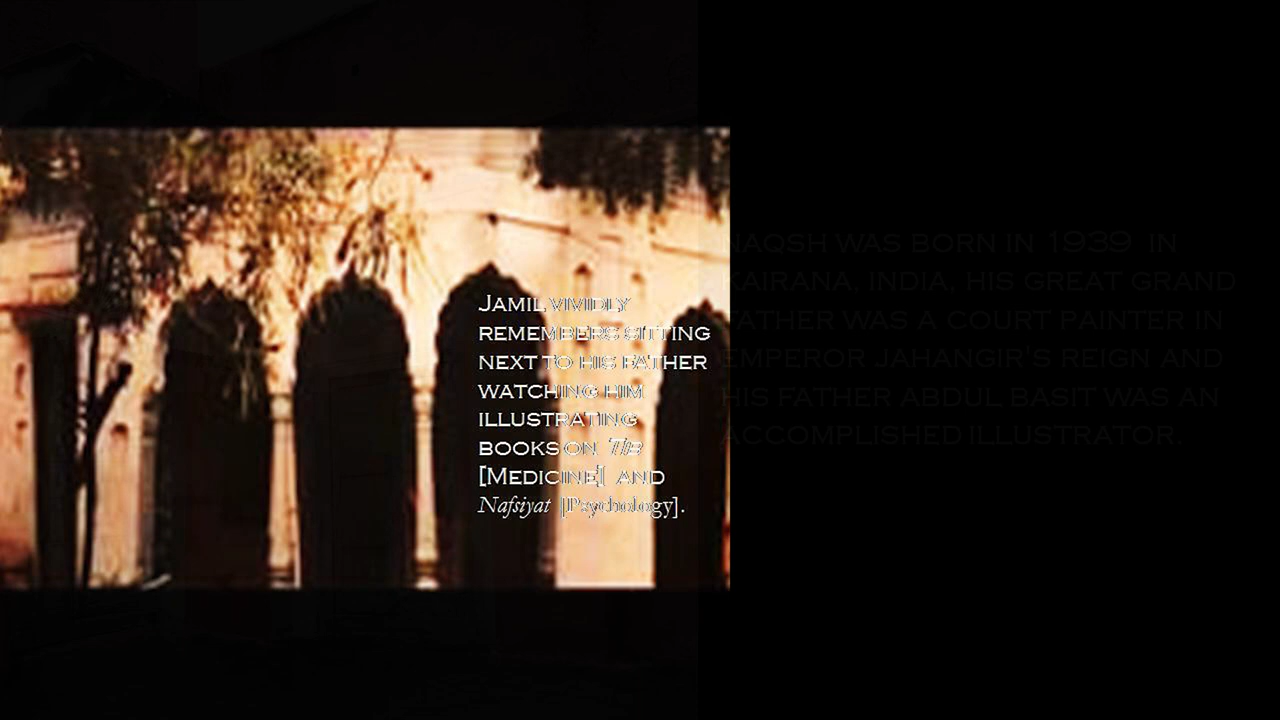 Jamil vividly
remembers sitting
next to his father
watching him
illustrating
books on Tib
[Medicine] and
Nafsiyat [Psychology].
NAQSH WAS BORN IN 1939 IN
KAIRANA, INDIA, HIS GREAT GRAND
FATHER WAS A COURT PAINTER IN
EMPEROR JAHANGIR'S REIGN AND
HIS FATHER ABDUL BASIT WAS AN
ACCOMPLISHED ILLUSTRATOR.